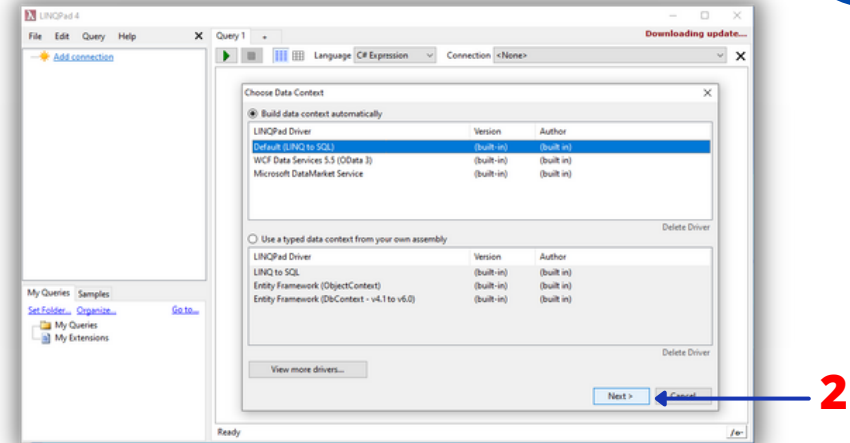 LINQPad 4
File Edit Query Help X Query 1 + Downloading update...
Add connection
Language C# Expression Connection <None> X
Choose Data Context
Build data context automatically
LINQPad Driver Version Author
Default (LINQ to SQL) (built-in) (built in)
WCF Data Services 5.5 (OData 3) (built-in) (built in)
Microsoft DataMarket Service (built-in) (built in)
Delete Driver
Use a typed data context from your own assembly
LINQPad Driver Version Author
LINQ to SQL (built-in) (built in)
Entity Framework (ObjectContext) (built-in) (built in)
Entity Framework (DbContext - v4.1 to v6.0) (built-in) (built in)
Delete Driver
View more drivers...
Next > Cancel
2
My Queries Samples
Set Folder... Organize... Go to...
My Queries
My Extensions
Ready /o-